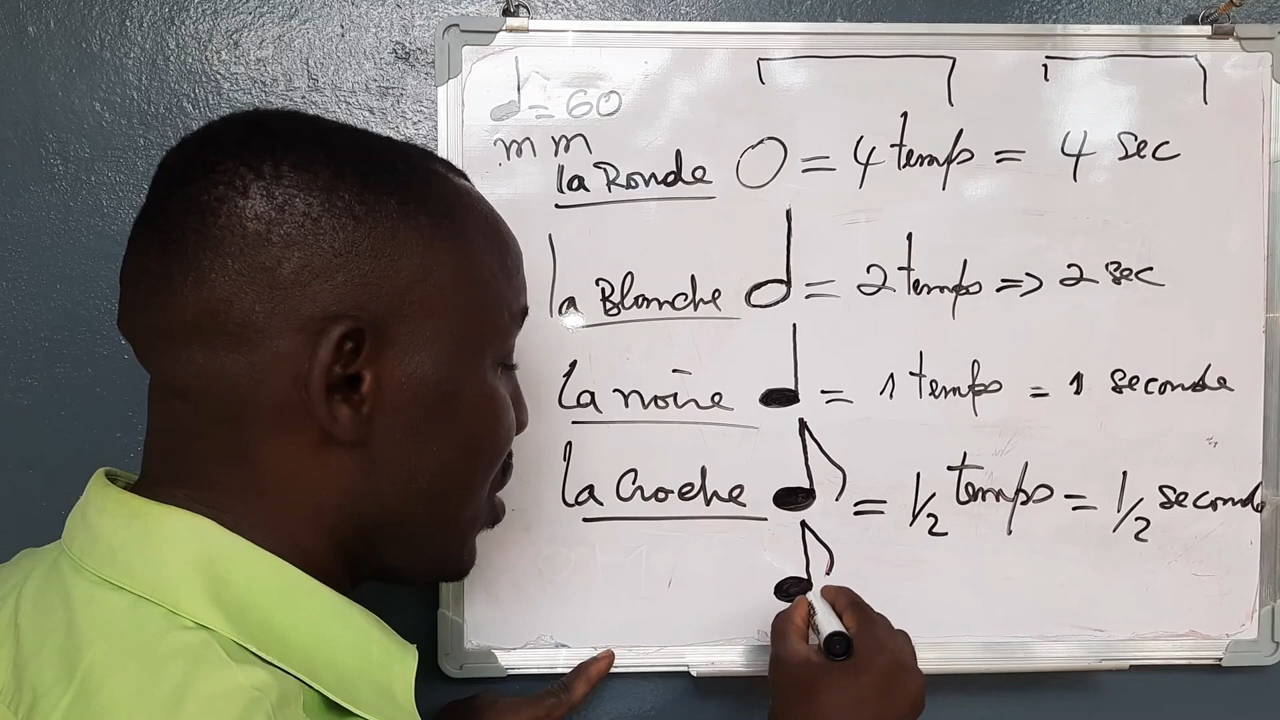 ♩= 60
mm
la Ronde O = 4 temps = 4 sec
la Blanche = 2 temps => 2 sec
la noire ♩ = 1 temps = 1 seconde
la Croche ♪ = 1/2 temps = 1/2 seconde
♪